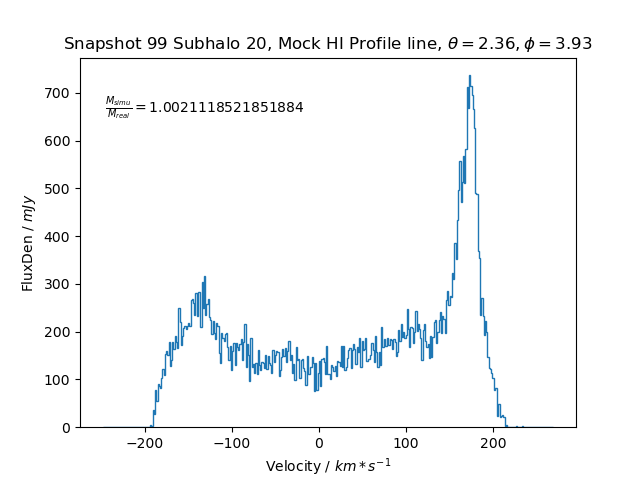 Snapshot 99 Subhalo 20, Mock HI Profile line, θ = 2.36, ϕ = 3.93
M_simu/M_real = 1.0021118521851884
FluxDen / mJy
700
600
500
400
300
200
100
0
−200 −100 0 100 200
Velocity / km * s^−1